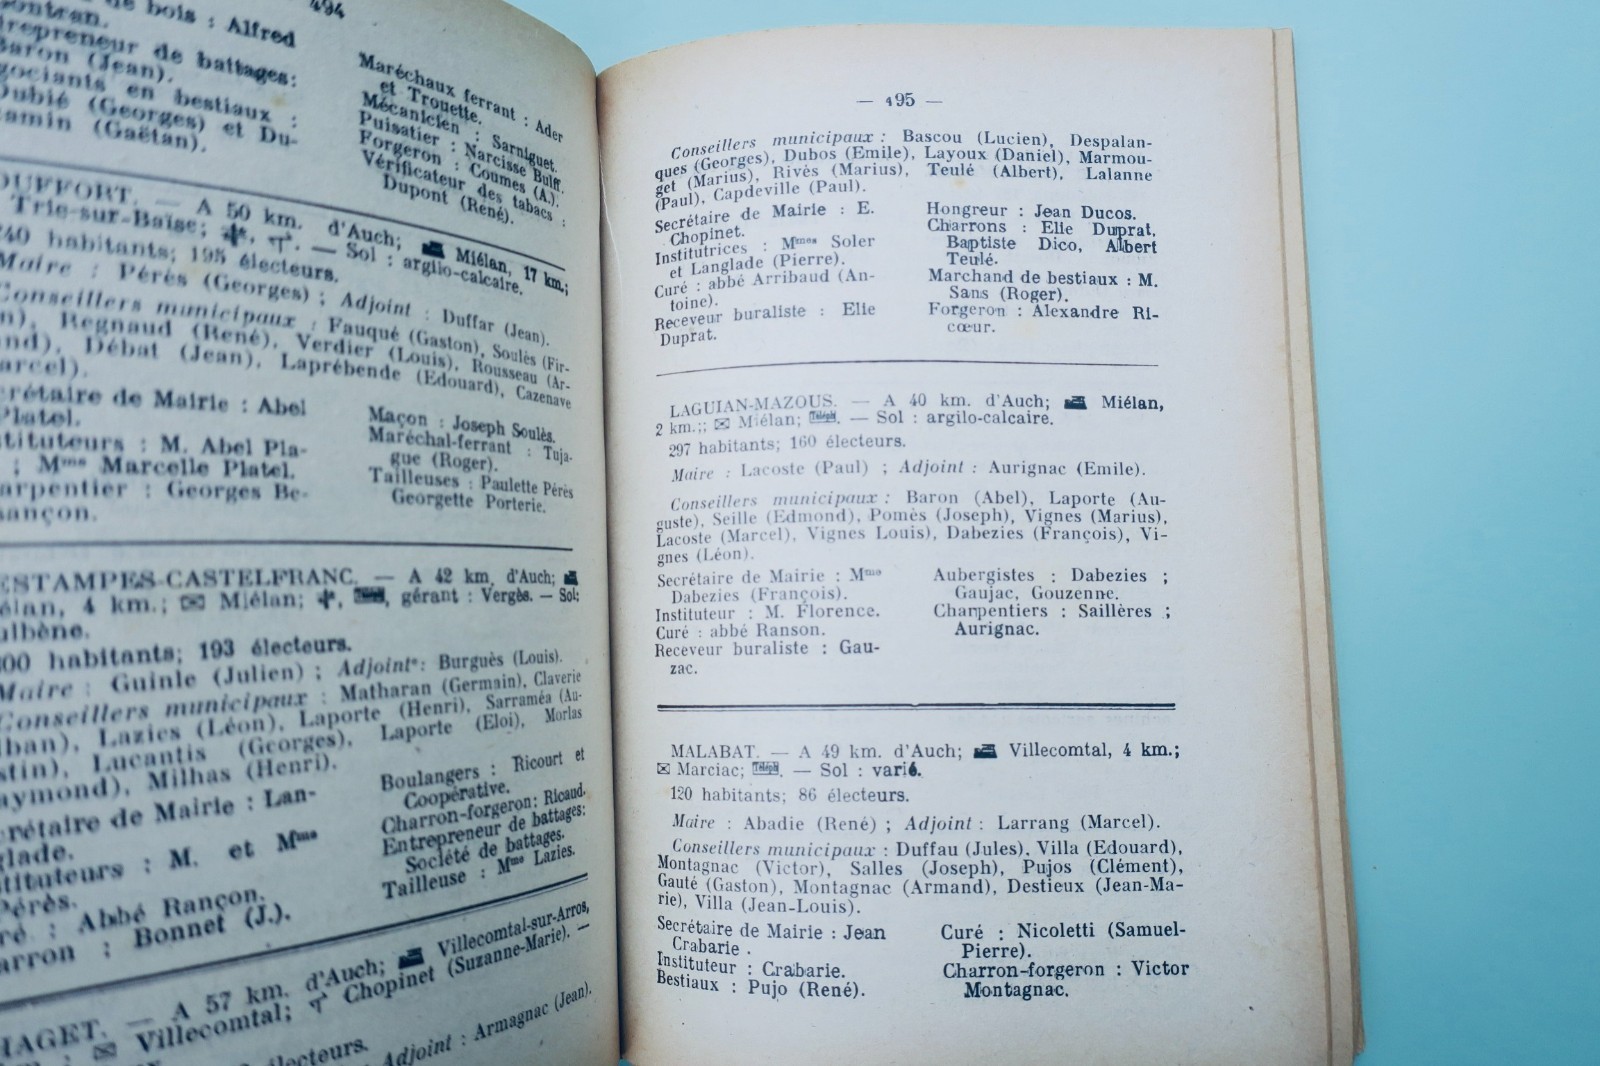 494
de bois : Alfred
Gontran.
Entrepreneur de battages:
Baron (Jean).
en bestiaux :
Dubié (Georges) et Du-
(Gaëtan).
Maréchaux ferrant : Ader
et Trouette.
Mécanicien : Sarniguet.
Puisatier : Narcisse Bulff.
Forgeron : Coumes (A.).
Vérificateur des tabacs :
Dupont (René).
— A 50 km. d'Auch; Miélan, 17 km.;
Trie-sur-Baïse; — Sol : argilo-calcaire.
240 habitants; 195 électeurs.
Maire : Pérès (Georges) ; Adjoint : Duffar (Jean).
Conseillers municipaux : Fauqué (Gaston), Soulès (Fir-
Regnaud (René), Verdier (Louis), Rousseau (Ar-
Débat (Jean), Laprébende (Edouard), Cazenave
Secrétaire de Mairie : Abel
Platel.
Instituteurs : M. Abel Pla-
; Mme Marcelle Platel.
Charpentier : Georges Be-
sançon.
Maçon : Joseph Soulès.
Maréchal-ferrant : Tuja-
gue (Roger).
Tailleuses : Paulette Pérès
Georgette Porterie.
ESTAMPES-CASTELFRANC. — A 42 km. d'Auch;
Miélan, 4 km.; ✉ Miélan; gérant : Vergès. — Sol;
habitants; 193 électeurs.
Maire : Guinle (Julien) ; Adjoint : Burguès (Louis).
Conseillers municipaux : Matharan (Germain), Claverie
Lazies (Léon), Laporte (Henri), Sarraméa (Au-
Lucantis (Georges), Laporte (Eloi), Morlas
Milhas (Henri).
Secrétaire de Mairie : Lan-
glade.
Instituteurs : M. et Mme
Pérès.
Curé : Abbé Rançon.
Charron : Bonnet (J.).
Boulangers : Ricourt et
Coopérative.
Charron-forgeron; Ricaud.
Entrepreneur de battages:
Société de battages.
Tailleuse : Mme Lazies.
HAGET. — A 57 km. d'Auch; Villecomtal-sur-Arros,
✉ Villecomtal; Chopinet (Suzanne-Marie). —
électeurs.
Adjoint : Armagnac (Jean).
— 495 —
Conseillers municipaux : Bascou (Lucien), Despalan-
ques (Georges), Dubos (Emile), Layoux (Daniel), Marmou-
get (Marius), Rivès (Marius), Teulé (Albert), Lalanne
(Paul), Capdeville (Paul).
Secrétaire de Mairie : E.
Chopinet.
Institutrices : Mmes Soler
et Langlade (Pierre).
Curé : abbé Arribaud (An-
toine).
Receveur buraliste : Elie
Duprat.
Hongreur : Jean Ducos.
Charrons : Elie Duprat,
Baptiste Dico, Albert
Teulé.
Marchand de bestiaux : M.
Sans (Roger).
Forgeron : Alexandre Ri-
cœur.
LAGUIAN-MAZOUS. — A 40 km. d'Auch; Miélan,
2 km.;; ✉ Miélan; Téléph. — Sol : argilo-calcaire.
297 habitants; 160 électeurs.
Maire : Lacoste (Paul) ; Adjoint : Aurignac (Emile).
Conseillers municipaux : Baron (Abel), Laporte (Au-
guste), Seille (Edmond), Pomès (Joseph), Vignes (Marius),
Lacoste (Marcel), Vignes Louis), Dabezies (François), Vi-
gnes (Léon).
Secrétaire de Mairie : Mme
Dabezies (François).
Instituteur : M. Florence.
Curé : abbé Ranson.
Receveur buraliste : Gau-
zac.
Aubergistes : Dabezies ;
Gaujac, Gouzenne.
Charpentiers : Saillères ;
Aurignac.
MALABAT. — A 49 km. d'Auch; Villecomtal, 4 km.;
✉ Marciac; Téléph. — Sol : varié.
120 habitants; 86 électeurs.
Maire : Abadie (René) ; Adjoint : Larrang (Marcel).
Conseillers municipaux : Duffau (Jules), Villa (Edouard),
Montagnac (Victor), Salles (Joseph), Pujos (Clément),
Gauté (Gaston), Montagnac (Armand), Destieux (Jean-Ma-
rie), Villa (Jean-Louis).
Secrétaire de Mairie : Jean
Crabarie .
Instituteur : Crabarie.
Bestiaux : Pujo (René).
Curé : Nicoletti (Samuel-
Pierre).
Charron-forgeron : Victor
Montagnac.